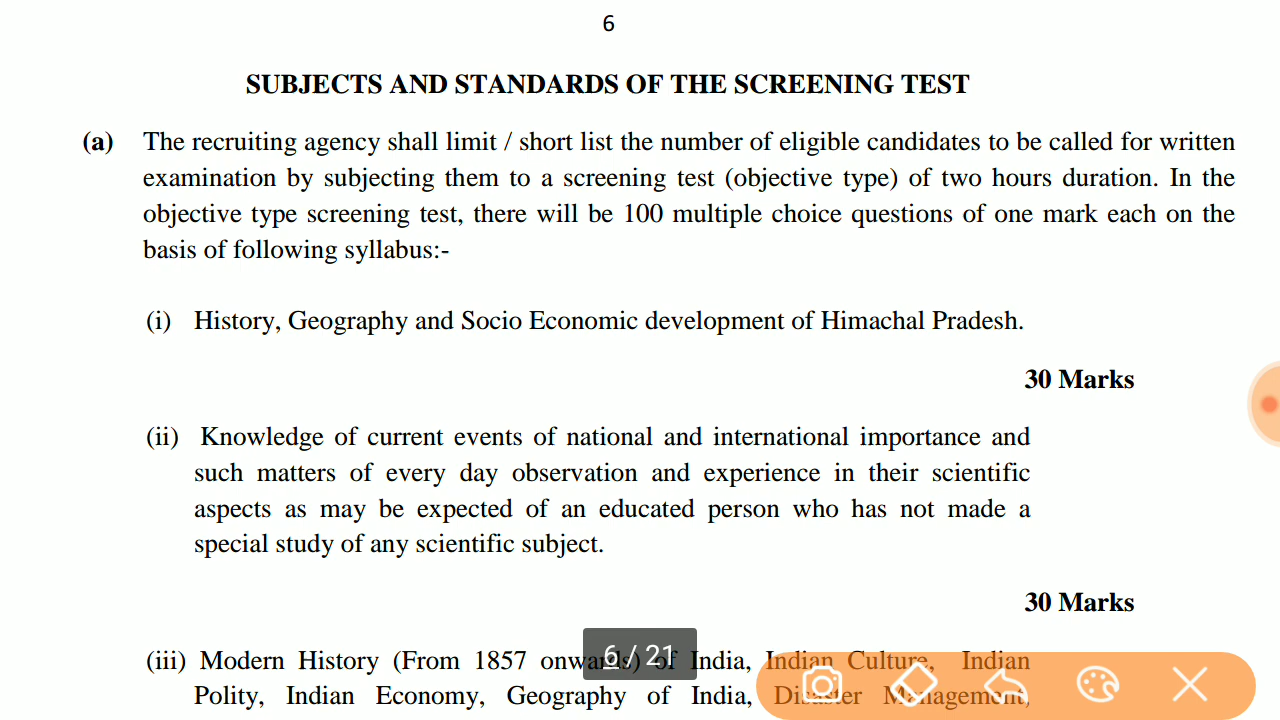 6
SUBJECTS AND STANDARDS OF THE SCREENING TEST
(a) The recruiting agency shall limit / short list the number of eligible candidates to be called for written
examination by subjecting them to a screening test (objective type) of two hours duration. In the
objective type screening test, there will be 100 multiple choice questions of one mark each on the
basis of following syllabus:-
(i) History, Geography and Socio Economic development of Himachal Pradesh.
30 Marks
(ii) Knowledge of current events of national and international importance and
such matters of every day observation and experience in their scientific
aspects as may be expected of an educated person who has not made a
special study of any scientific subject.
30 Marks
(iii) Modern History (From 1857 onwards) of India, Indian Culture, Indian
6 / 21
Polity, Indian Economy, Geography of India, Disaster Management,